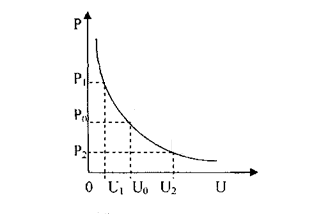 P
P₁
P₀
P₂
0 U₁ U₀ U₂ U